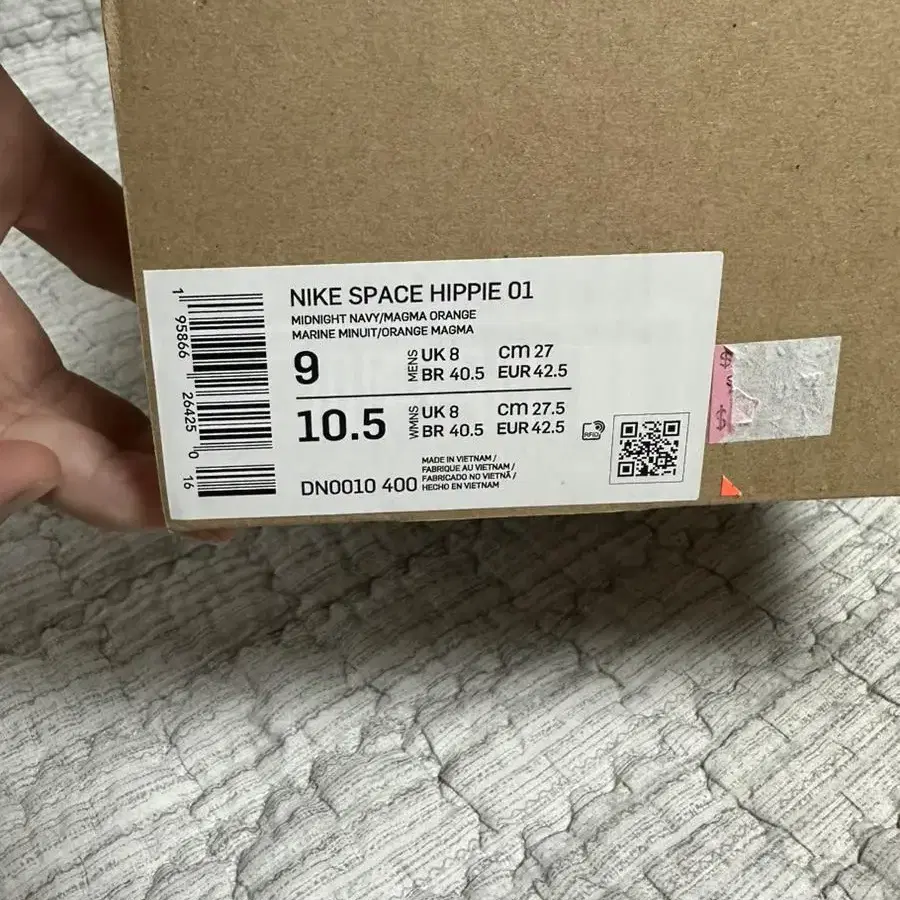 1 95866 26425 0 16
NIKE SPACE HIPPIE 01
MIDNIGHT NAVY/MAGMA ORANGE
MARINE MINUIT/ORANGE MAGMA
9
MENS
UK 8 cm 27
BR 40.5 EUR 42.5
10.5
WMNS
UK 8 cm 27.5
BR 40.5 EUR 42.5
RFID
DN0010 400
MADE IN VIETNAM /
FABRIQUE AU VIETNAM /
FABRICADO NO VIETNÃ /
HECHO EN VIETNAM